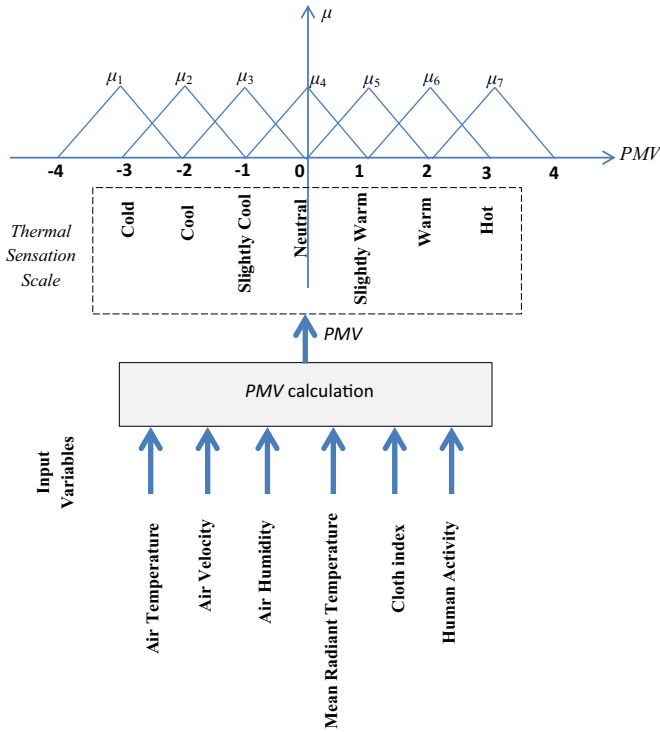 μ
μ1 μ2 μ3 μ4 μ5 μ6 μ7
-4 -3 -2 -1 0 1 2 3 4 PMV
Thermal
Sensation
Scale
Cold
Cool
Slightly Cool
Neutral
Slightly Warm
Warm
Hot
PMV
PMV calculation
Input
Variables
Air Temperature
Air Velocity
Air Humidity
Mean Radiant Temperature
Cloth index
Human Activity